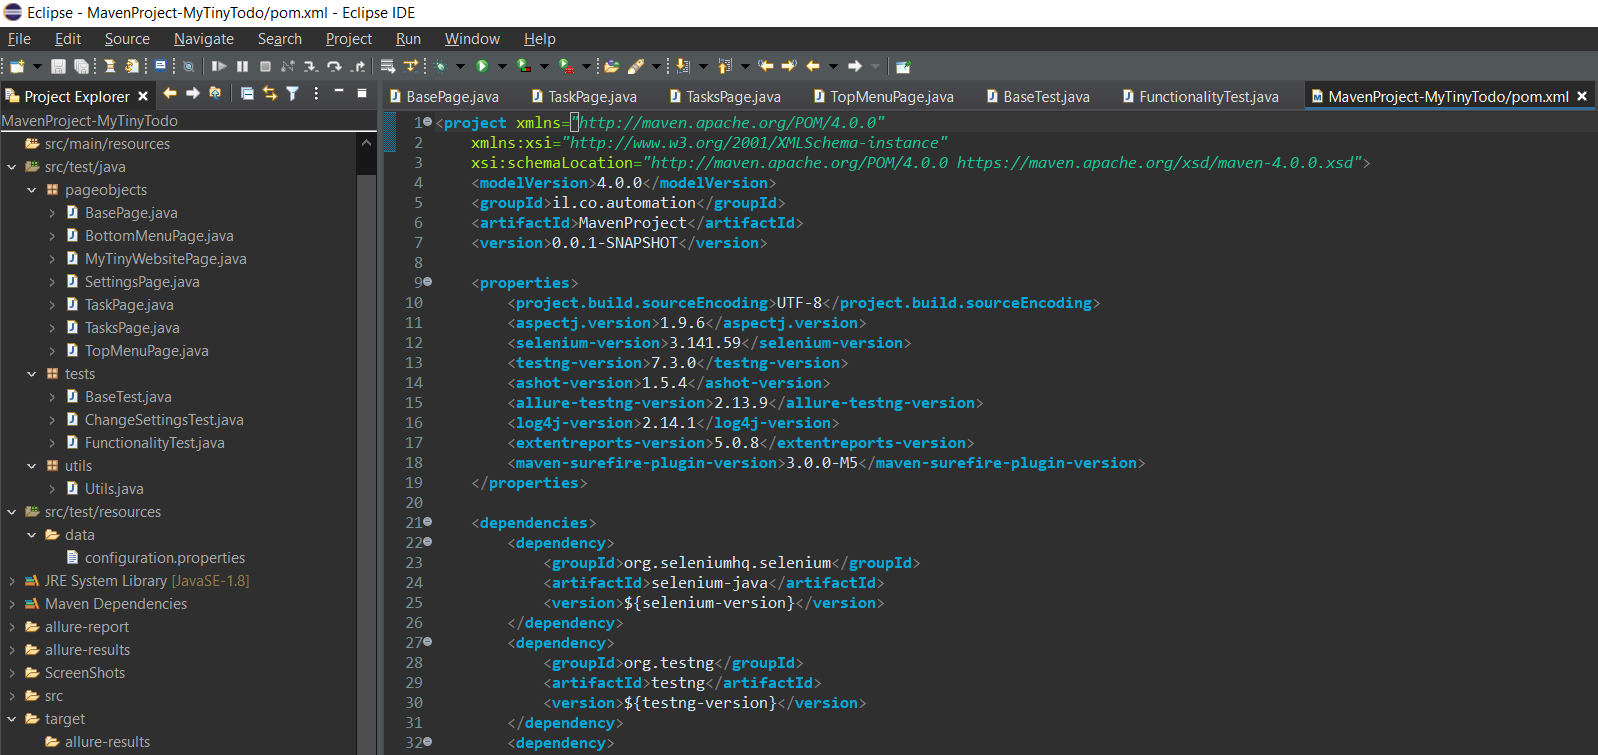 Eclipse - MavenProject-MyTinyTodo/pom.xml - Eclipse IDE
File Edit Source Navigate Search Project Run Window Help
Project Explorer
MavenProject-MyTinyTodo
src/main/resources
src/test/java
pageobjects
BasePage.java
BottomMenuPage.java
MyTinyWebsitePage.java
SettingsPage.java
TaskPage.java
TasksPage.java
TopMenuPage.java
tests
BaseTest.java
ChangeSettingsTest.java
FunctionalityTest.java
utils
Utils.java
src/test/resources
data
configuration.properties
JRE System Library [JavaSE-1.8]
Maven Dependencies
allure-report
allure-results
ScreenShots
src
target
allure-results
BasePage.java TaskPage.java TasksPage.java TopMenuPage.java BaseTest.java FunctionalityTest.java MavenProject-MyTinyTodo/pom.xml
1 <project xmlns="http://maven.apache.org/POM/4.0.0"
2 xmlns:xsi="http://www.w3.org/2001/XMLSchema-instance"
3 xsi:schemaLocation="http://maven.apache.org/POM/4.0.0 https://maven.apache.org/xsd/maven-4.0.0.xsd">
4 <modelVersion>4.0.0</modelVersion>
5 <groupId>il.co.automation</groupId>
6 <artifactId>MavenProject</artifactId>
7 <version>0.0.1-SNAPSHOT</version>
8
9 <properties>
10 <project.build.sourceEncoding>UTF-8</project.build.sourceEncoding>
11 <aspectj.version>1.9.6</aspectj.version>
12 <selenium-version>3.141.59</selenium-version>
13 <testng-version>7.3.0</testng-version>
14 <ashot-version>1.5.4</ashot-version>
15 <allure-testng-version>2.13.9</allure-testng-version>
16 <log4j-version>2.14.1</log4j-version>
17 <extentreports-version>5.0.8</extentreports-version>
18 <maven-surefire-plugin-version>3.0.0-M5</maven-surefire-plugin-version>
19 </properties>
20
21 <dependencies>
22 <dependency>
23 <groupId>org.seleniumhq.selenium</groupId>
24 <artifactId>selenium-java</artifactId>
25 <version>${selenium-version}</version>
26 </dependency>
27 <dependency>
28 <groupId>org.testng</groupId>
29 <artifactId>testng</artifactId>
30 <version>${testng-version}</version>
31 </dependency>
32 <dependency>